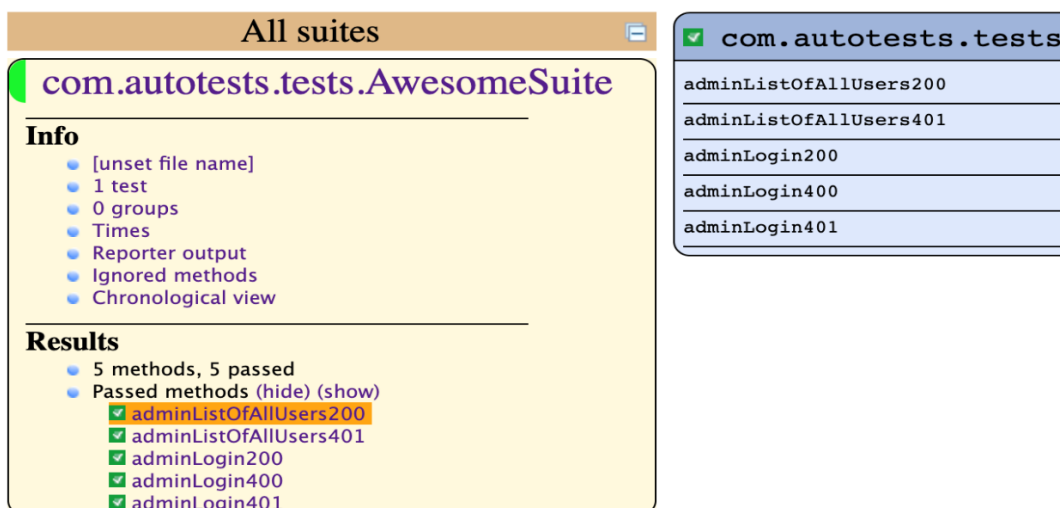 All suites
com.autotests.tests.AwesomeSuite
Info
[unset file name]
1 test
0 groups
Times
Reporter output
Ignored methods
Chronological view
Results
5 methods, 5 passed
Passed methods (hide) (show)
adminListOfAllUsers200
adminListOfAllUsers401
adminLogin200
adminLogin400
adminLogin401
com.autotests.tests
adminListOfAllUsers200
adminListOfAllUsers401
adminLogin200
adminLogin400
adminLogin401